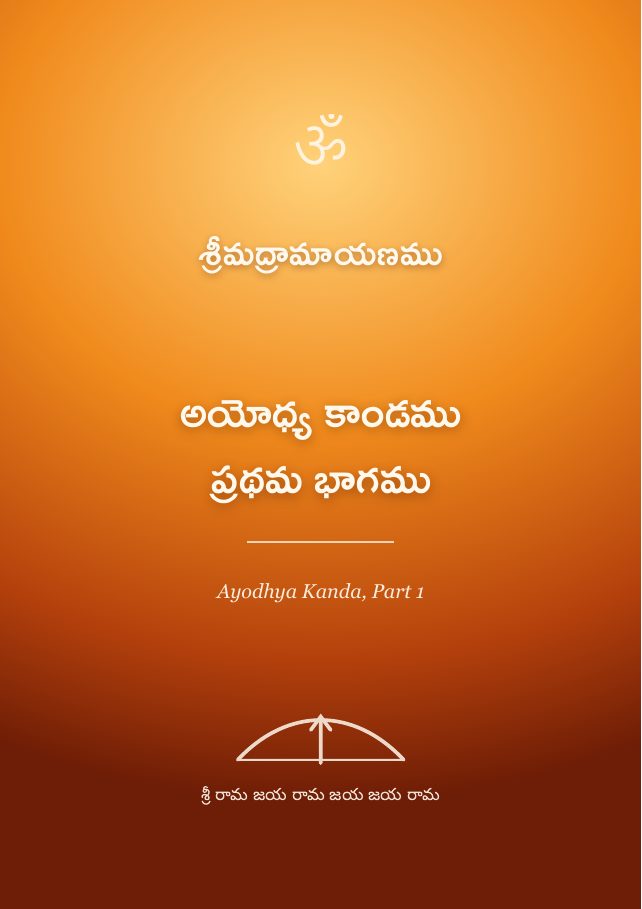 ॐ
శ్రీమద్రామాయణము
అయోధ్య కాండము
ప్రథమ భాగము
Ayodhya Kanda, Part 1
శ్రీ రామ జయ రామ జయ జయ రామ